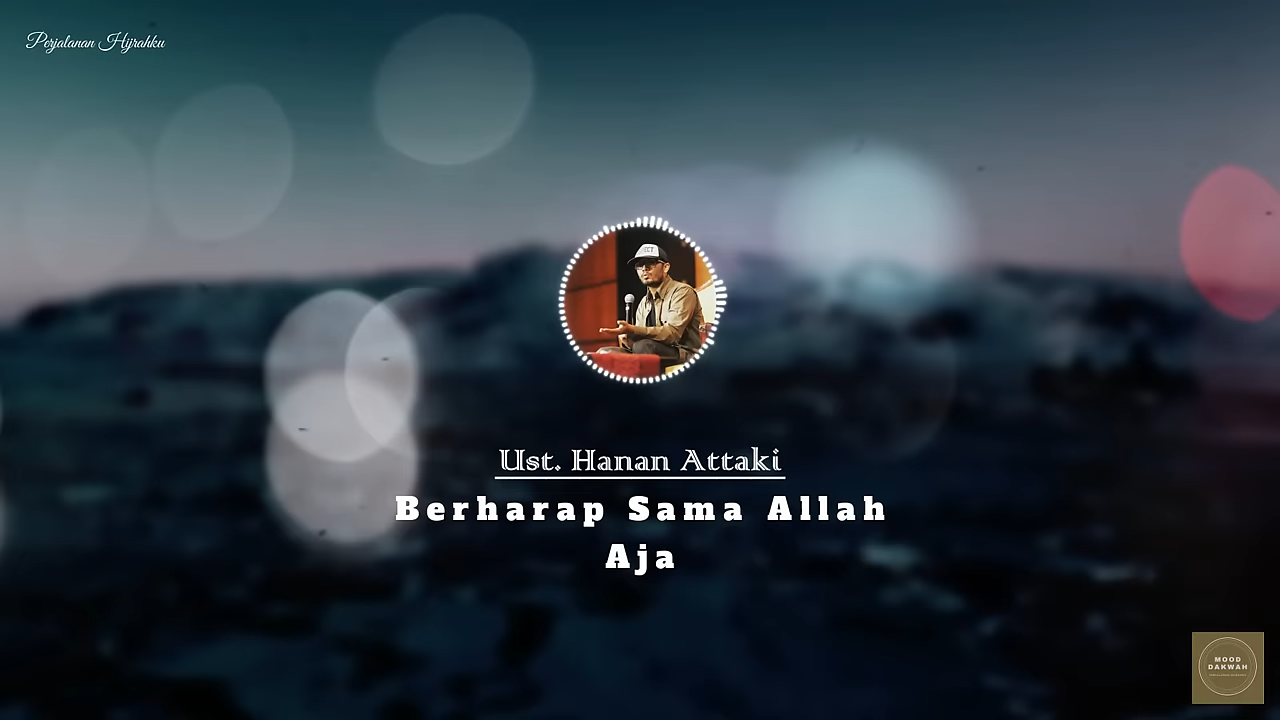 Perjalanan Hijrahku
Ust. Hanan Attaki
Berharap Sama Allah
Aja
MOOD
DAKWAH